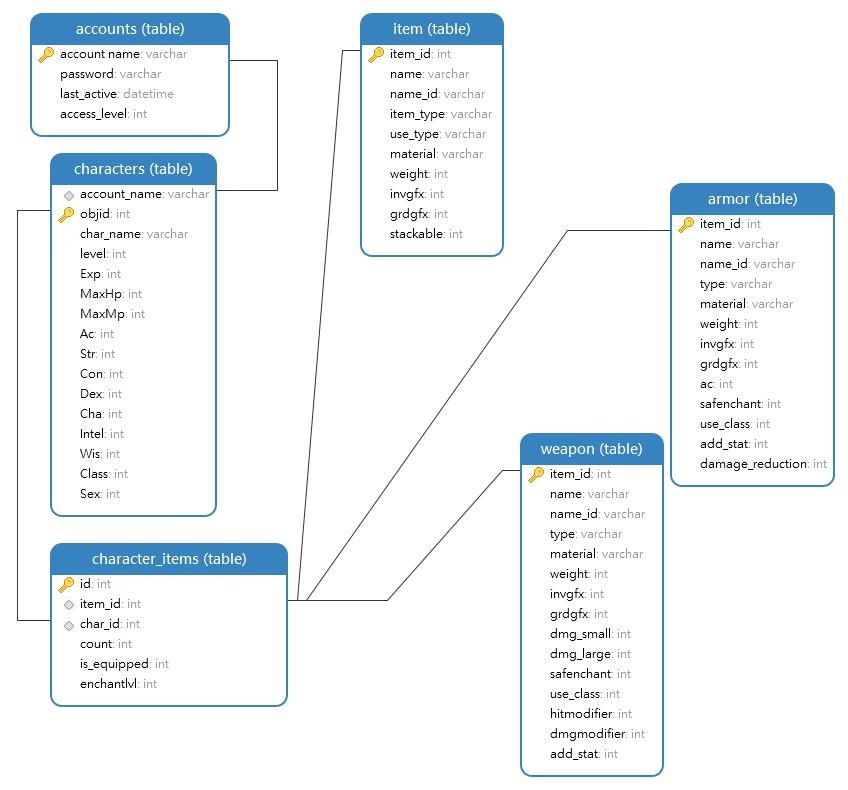 accounts (table)
account name: varchar
password: varchar
last_active: datetime
access_level: int
characters (table)
account_name: varchar
objid: int
char_name: varchar
level: int
Exp: int
MaxHp: int
MaxMp: int
Ac: int
Str: int
Con: int
Dex: int
Cha: int
Intel: int
Wis: int
Class: int
Sex: int
character_items (table)
id: int
item_id: int
char_id: int
count: int
is_equipped: int
enchantlvl: int
item (table)
item_id: int
name: varchar
name_id: varchar
item_type: varchar
use_type: varchar
material: varchar
weight: int
invgfx: int
grdgfx: int
stackable: int
weapon (table)
item_id: int
name: varchar
name_id: varchar
type: varchar
material: varchar
weight: int
invgfx: int
grdgfx: int
dmg_small: int
dmg_large: int
safenchant: int
use_class: int
hitmodifier: int
dmgmodifier: int
add_stat: int
armor (table)
item_id: int
name: varchar
name_id: varchar
type: varchar
material: varchar
weight: int
invgfx: int
grdgfx: int
ac: int
safenchant: int
use_class: int
add_stat: int
damage_reduction: int